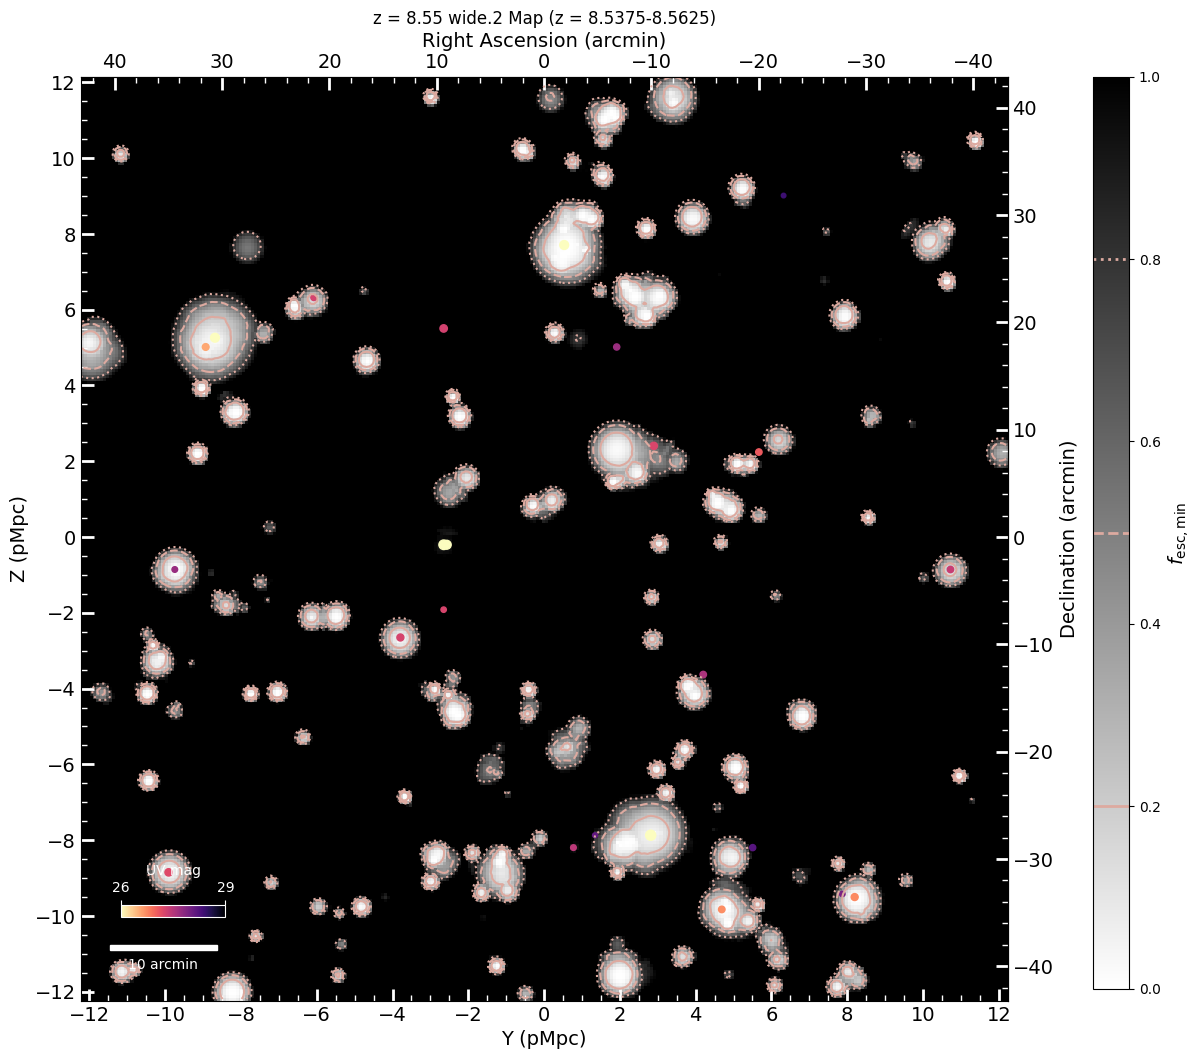 z = 8.55 wide.2 Map (z = 8.5375-8.5625)
Right Ascension (arcmin)
40 30 20 10 0 −10 −20 −30 −40
12 10 8 6 4 2 0 −2 −4 −6 −8 −10 −12
Z (pMpc)
40 30 20 10 0 −10 −20 −30 −40
Declination (arcmin)
1.0 0.8 0.6 0.4 0.2 0.0
fesc,min
UV mag
26 29
10 arcmin
−12 −10 −8 −6 −4 −2 0 2 4 6 8 10 12
Y (pMpc)